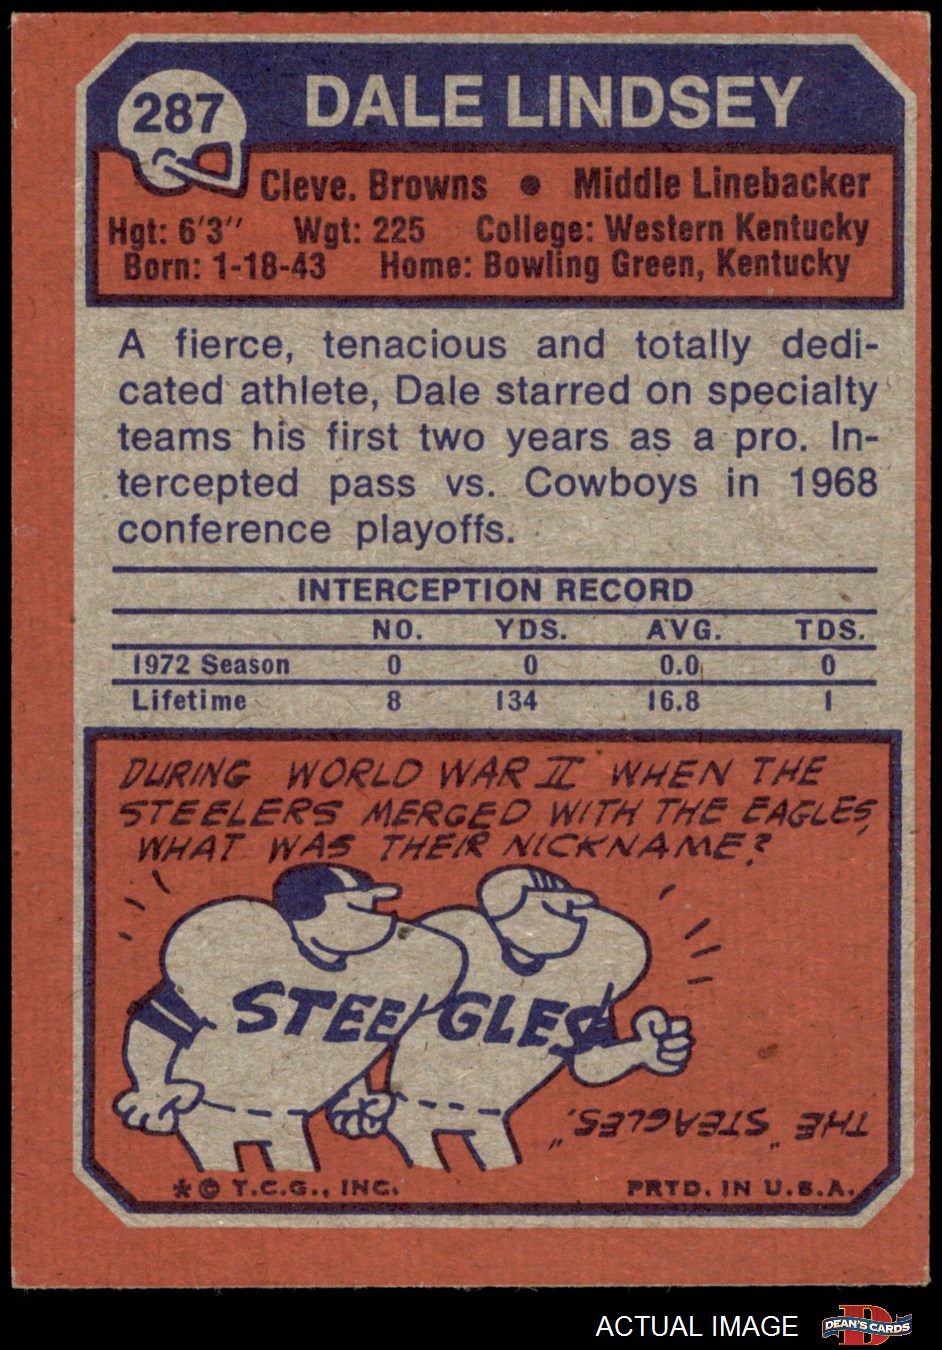 287
DALE LINDSEY
Cleve. Browns • Middle Linebacker
Hgt: 6'3" Wgt: 225 College: Western Kentucky
Born: 1-18-43 Home: Bowling Green, Kentucky
A fierce, tenacious and totally dedi-
cated athlete, Dale starred on specialty
teams his first two years as a pro. In-
tercepted pass vs. Cowboys in 1968
conference playoffs.
INTERCEPTION RECORD
NO. YDS. AVG. TDS.
1972 Season 0 0 0.0 0
Lifetime 8 134 16.8 1
DURING WORLD WAR II WHEN THE
STEELERS MERGED WITH THE EAGLES,
WHAT WAS THEIR NICKNAME?
STEE GLES
THE "STEAGLES."
* © T.C.G., INC. PRTD. IN U.S.A.
ACTUAL IMAGE D DEAN'S CARDS